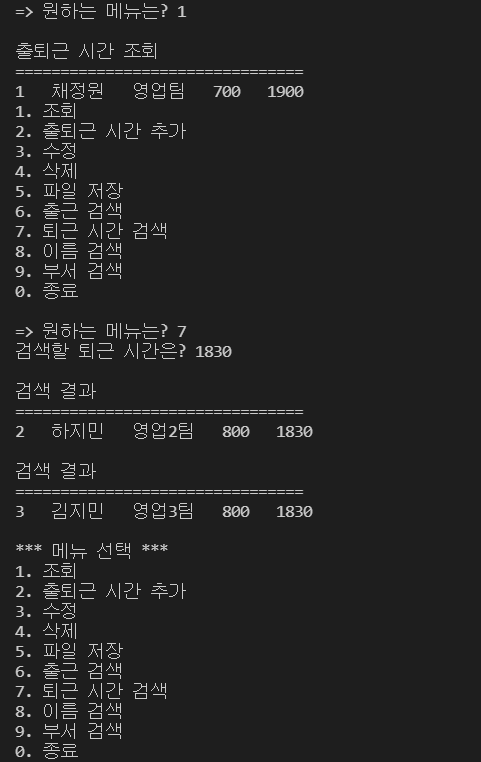 => 원하는 메뉴는? 1
출퇴근 시간 조회
================================
1 채정원 영업팀 700 1900
1. 조회
2. 출퇴근 시간 추가
3. 수정
4. 삭제
5. 파일 저장
6. 출근 검색
7. 퇴근 시간 검색
8. 이름 검색
9. 부서 검색
0. 종료
=> 원하는 메뉴는? 7
검색할 퇴근 시간은? 1830
검색 결과
================================
2 하지민 영업2팀 800 1830
검색 결과
================================
3 김지민 영업3팀 800 1830
*** 메뉴 선택 ***
1. 조회
2. 출퇴근 시간 추가
3. 수정
4. 삭제
5. 파일 저장
6. 출근 검색
7. 퇴근 시간 검색
8. 이름 검색
9. 부서 검색
0. 종료